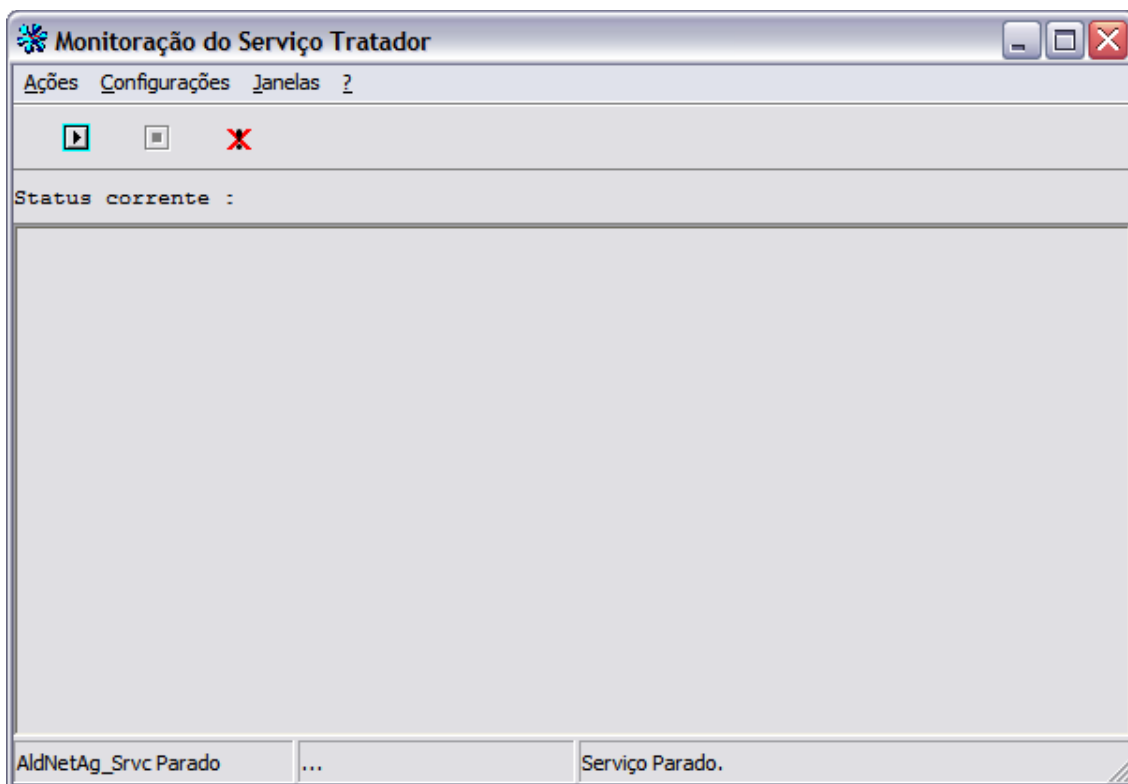 Monitoração do Serviço Tratador
Ações Configurações Janelas ?
Status corrente :
AldNetAg_Srvc Parado ... Serviço Parado.